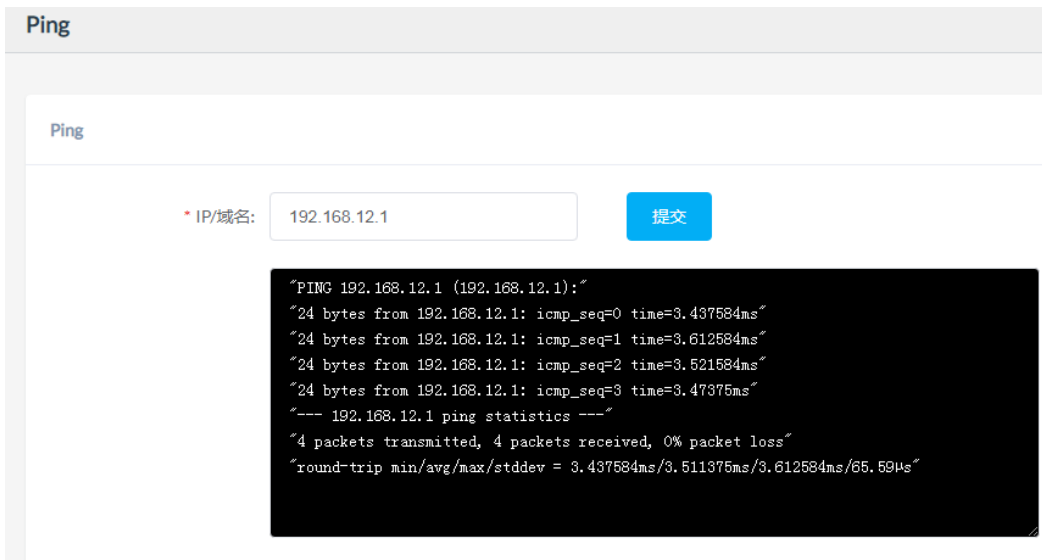 Ping
Ping
* IP/域名: 192.168.12.1 提交
"PING 192.168.12.1 (192.168.12.1):"
"24 bytes from 192.168.12.1: icmp_seq=0 time=3.437584ms"
"24 bytes from 192.168.12.1: icmp_seq=1 time=3.612584ms"
"24 bytes from 192.168.12.1: icmp_seq=2 time=3.521584ms"
"24 bytes from 192.168.12.1: icmp_seq=3 time=3.47375ms"
"--- 192.168.12.1 ping statistics ---"
"4 packets transmitted, 4 packets received, 0% packet loss"
"round-trip min/avg/max/stddev = 3.437584ms/3.511375ms/3.612584ms/65.59µs"